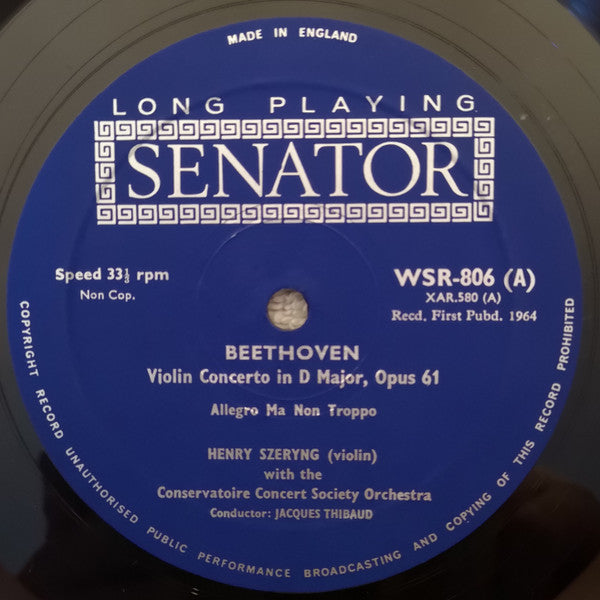 MADE IN ENGLAND
LONG PLAYING
SENATOR
Speed 33⅓ rpm
Non Cop.
WSR-806 (A)
XAR.580 (A)
Recd. First Pubd. 1964
BEETHOVEN
Violin Concerto in D Major, Opus 61
Allegro Ma Non Troppo
HENRY SZERYNG (violin)
with the
Conservatoire Concert Society Orchestra
Conductor: JACQUES THIBAUD
COPYRIGHT RECORD UNAUTHORISED PUBLIC PERFORMANCE BROADCASTING AND COPYING OF THIS RECORD PROHIBITED